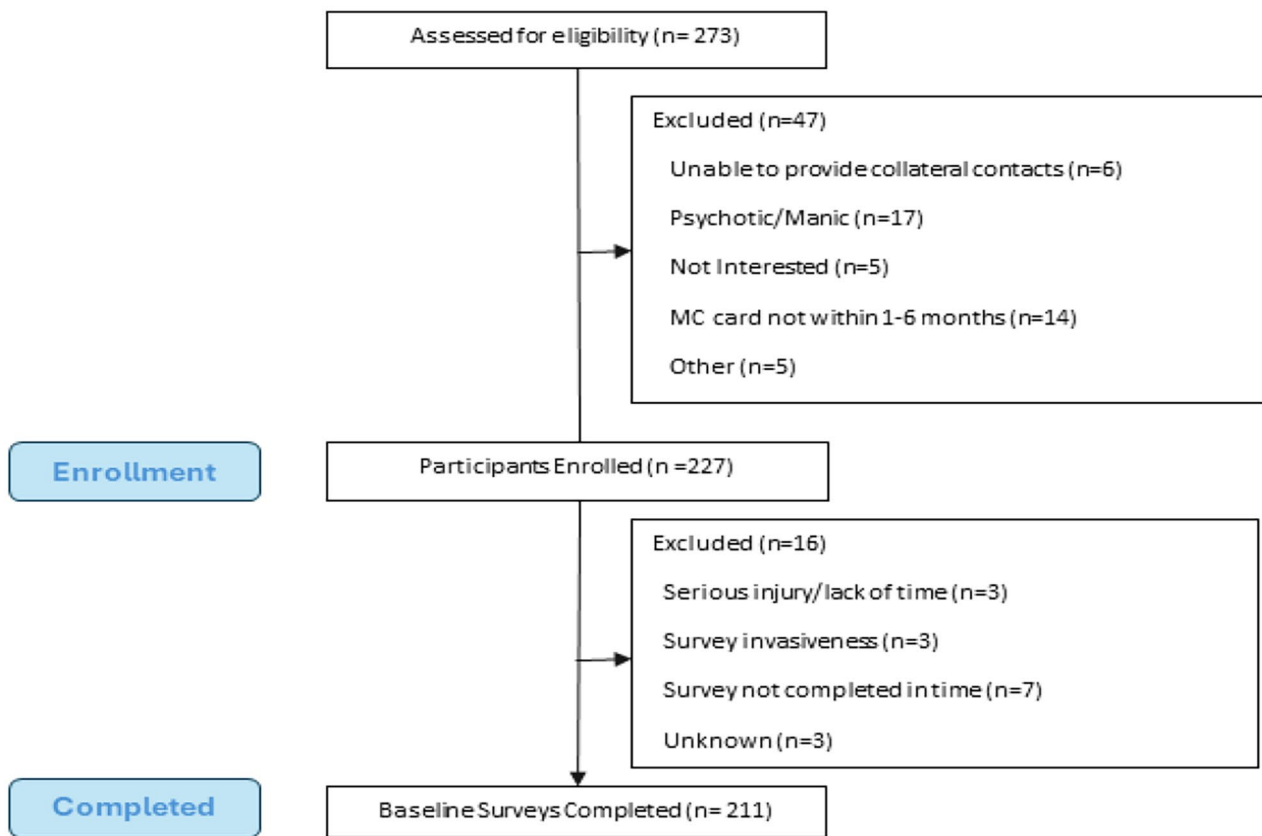 Assessed for eligibility (n= 273)
Excluded (n=47)
Unable to provide collateral contacts (n=6)
Psychotic/Manic (n=17)
Not Interested (n=5)
MC card not within 1-6 months (n=14)
Other (n=5)
Enrollment
Participants Enrolled (n =227)
Excluded (n=16)
Serious injury/lack of time (n=3)
Survey invasiveness (n=3)
Survey not completed in time (n=7)
Unknown (n=3)
Completed
Baseline Surveys Completed (n= 211)